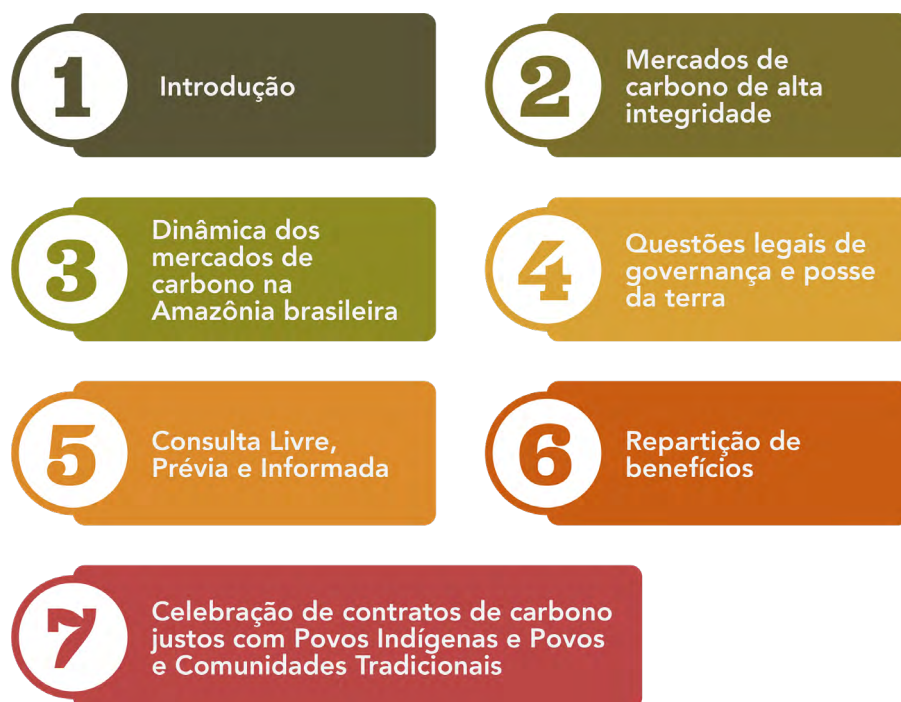 1
Introdução
2
Mercados de
carbono de alta
integridade
3
Dinâmica dos
mercados de
carbono na
Amazônia brasileira
4
Questões legais de
governança e posse
da terra
5
Consulta Livre,
Prévia e Informada
6
Repartição de
benefícios
7
Celebração de contratos de carbono
justos com Povos Indígenas e Povos
e Comunidades Tradicionais